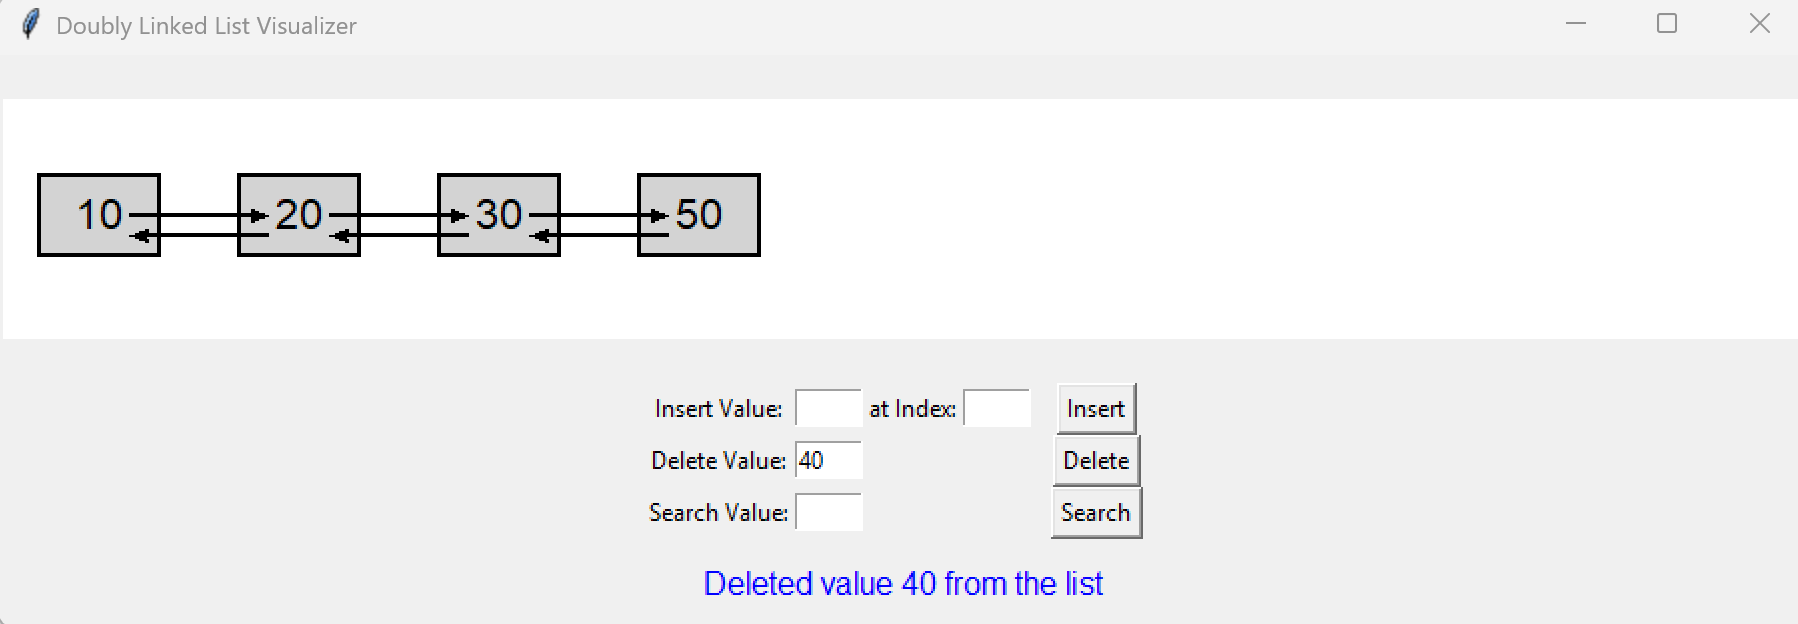 Doubly Linked List Visualizer
10 20 30 50
Insert Value: at Index: Insert
Delete Value: 40 Delete
Search Value: Search
Deleted value 40 from the list